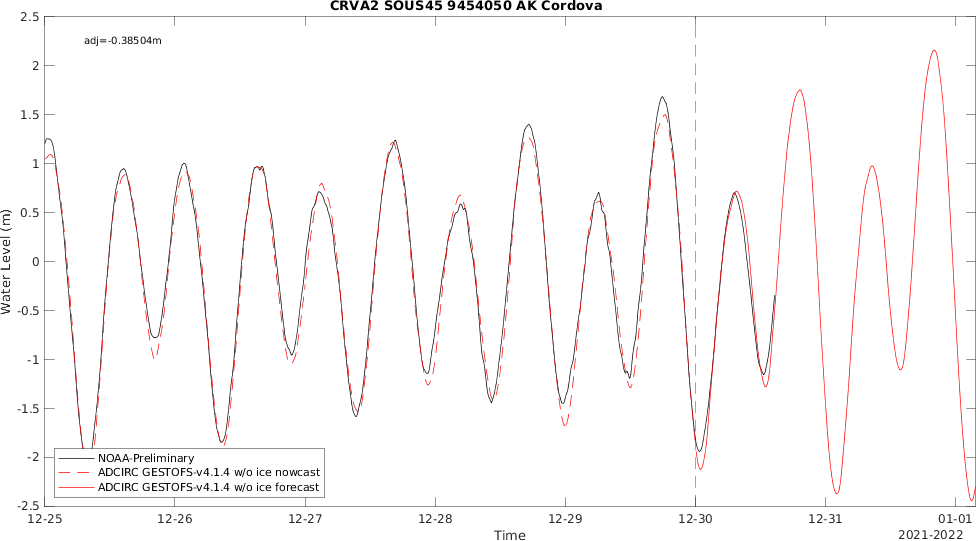 CRVA2 SOUS45 9454050 AK Cordova
adj=-0.38504m
2.5
2
1.5
1
0.5
0
-0.5
-1
-1.5
-2
-2.5
Water Level (m)
NOAA-Preliminary
ADCIRC GESTOFS-v4.1.4 w/o ice nowcast
ADCIRC GESTOFS-v4.1.4 w/o ice forecast
12-25 12-26 12-27 12-28 12-29 12-30 12-31 01-01
Time
2021-2022